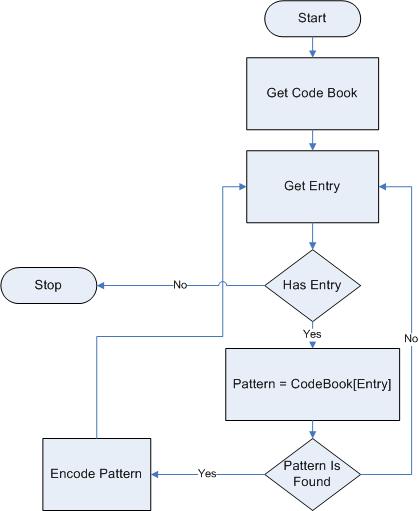 Start
Get Code Book
Get Entry
Stop
No
Has Entry
Yes
No
Pattern = CodeBook[Entry]
Encode Pattern
Yes
Pattern Is
Found